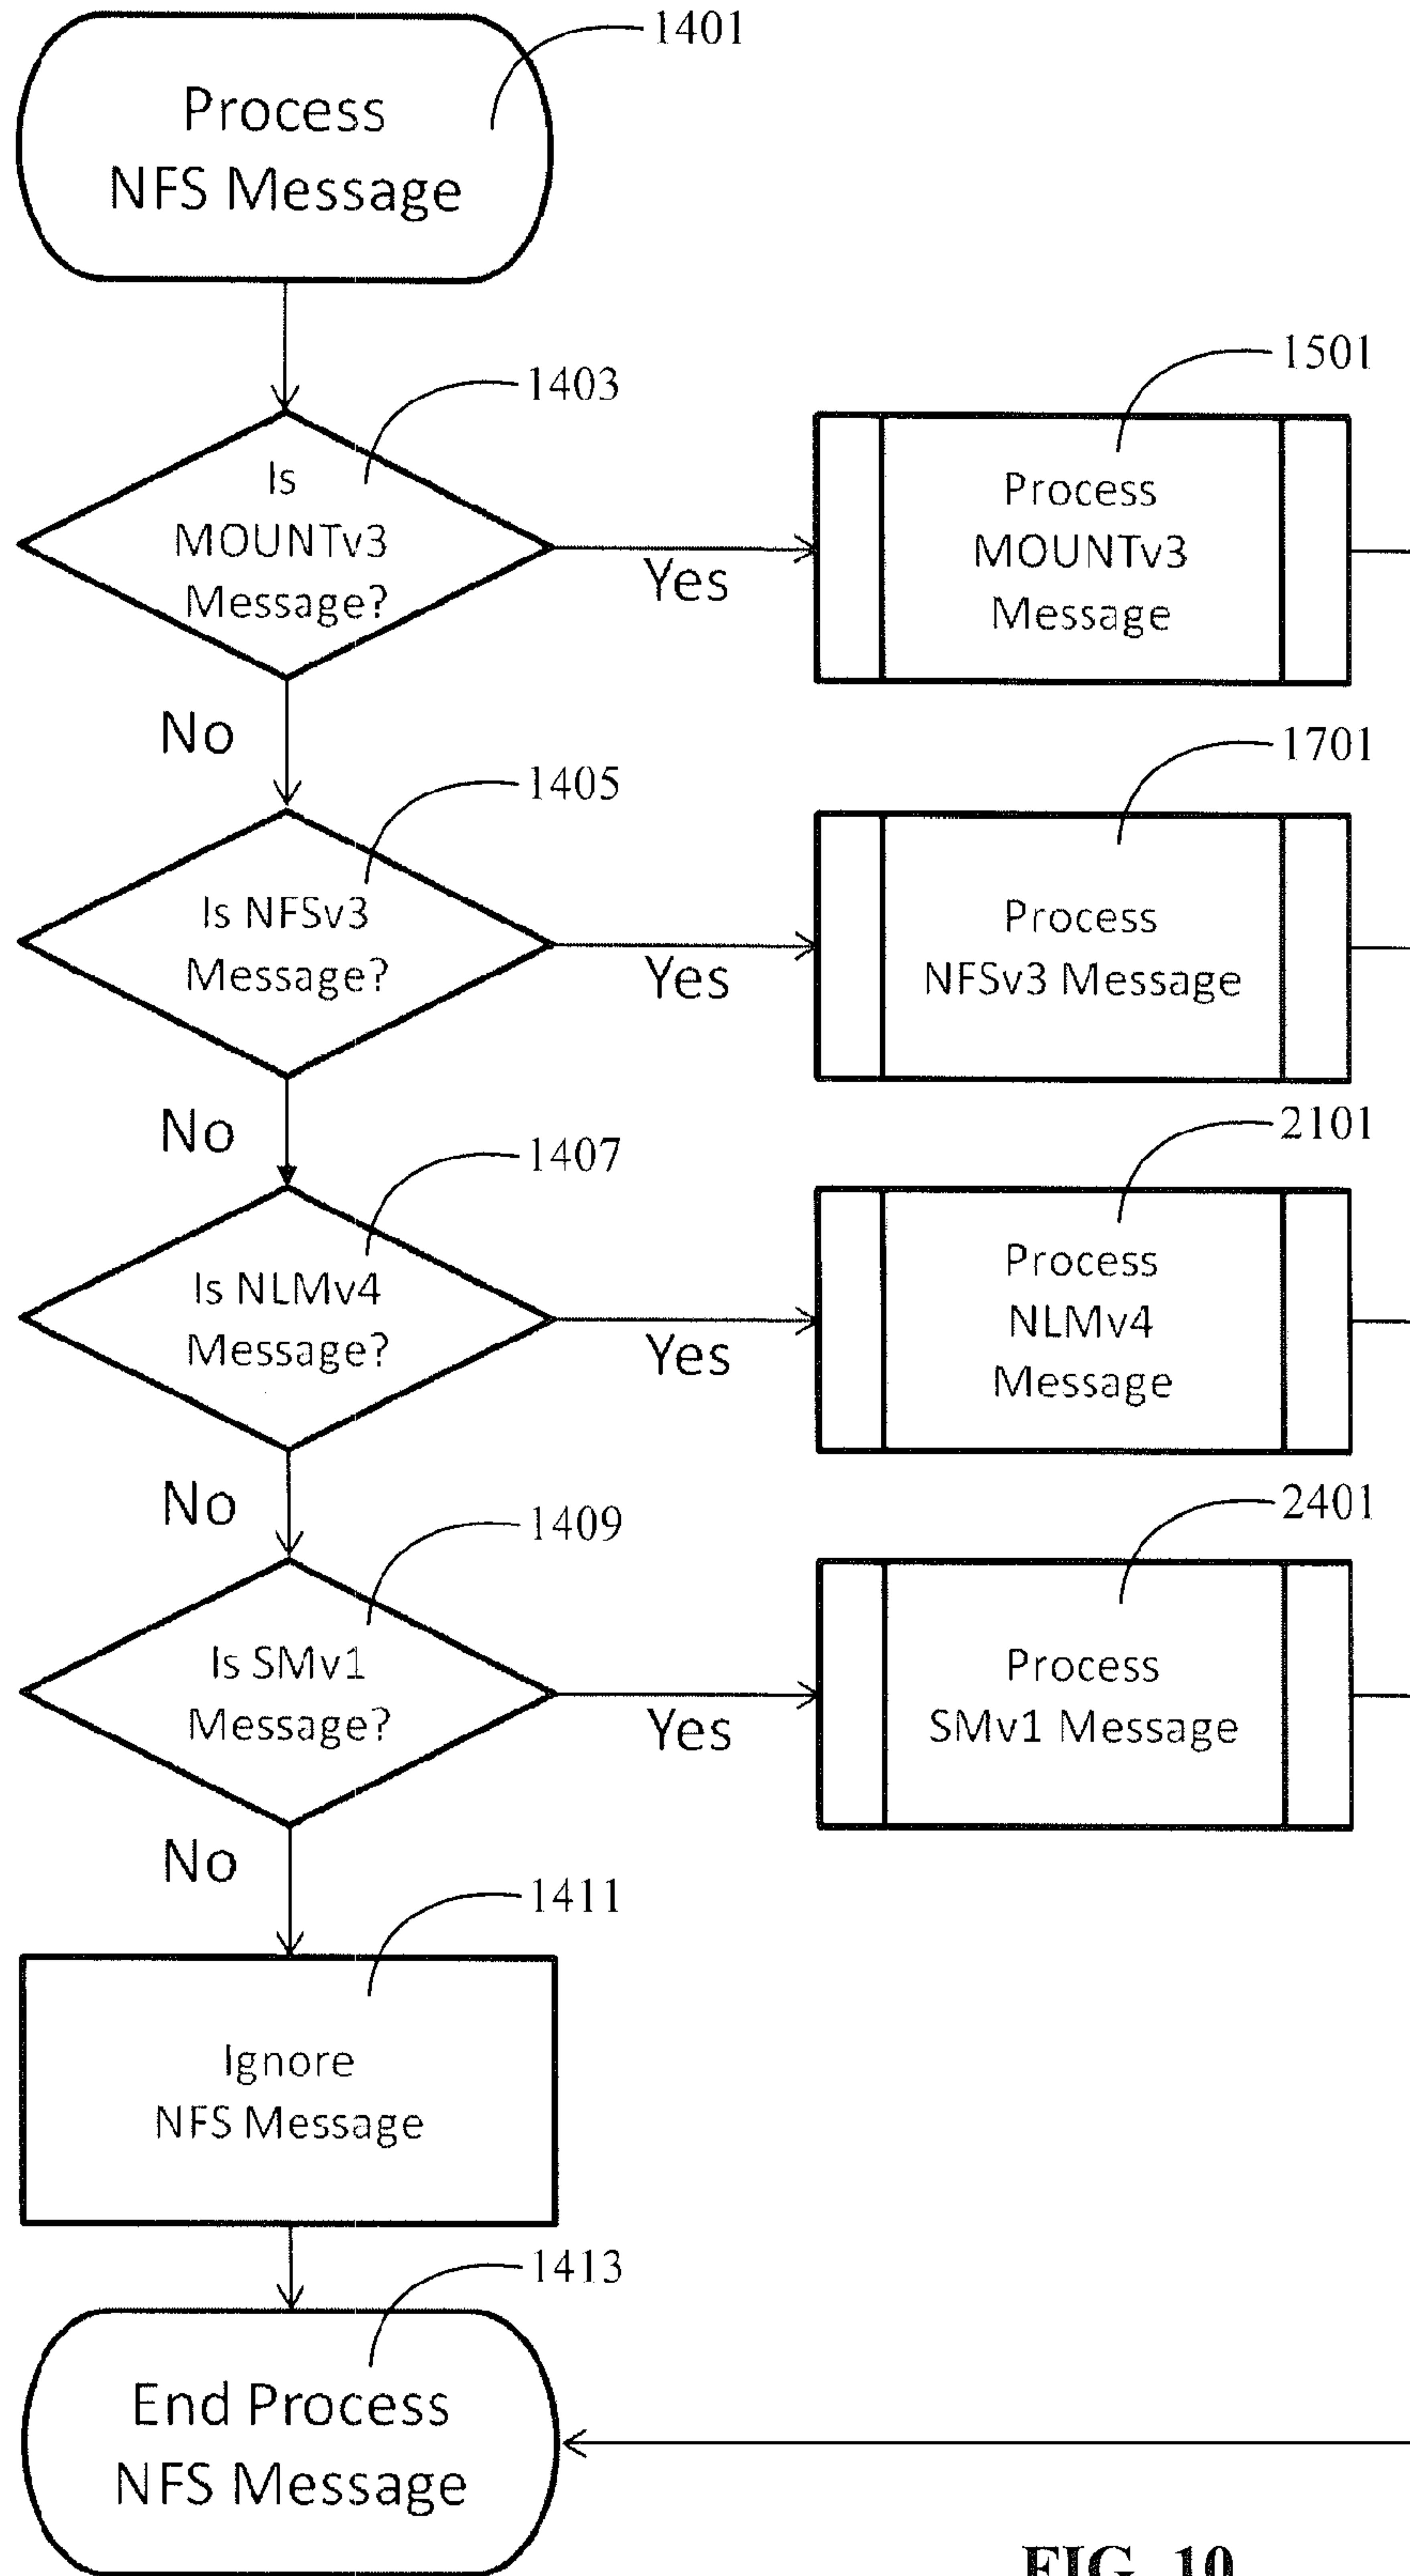 1401
Process
NFS Message
1403
Is
MOUNTv3
Message?
Yes
1501
Process
MOUNTv3
Message
No
1405
Is NFSv3
Message?
Yes
1701
Process
NFSv3 Message
No
1407
Is NLMv4
Message?
Yes
2101
Process
NLMv4
Message
No
1409
Is SMv1
Message?
Yes
2401
Process
SMv1 Message
No
1411
Ignore
NFS Message
1413
End Process
NFS Message
FIG. 10